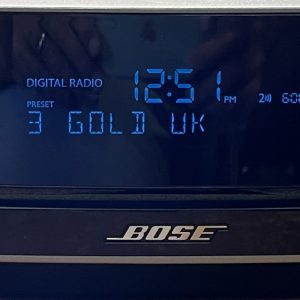 DIGITAL RADIO 12:51 PM
PRESET
3 GOLD UK
BOSE